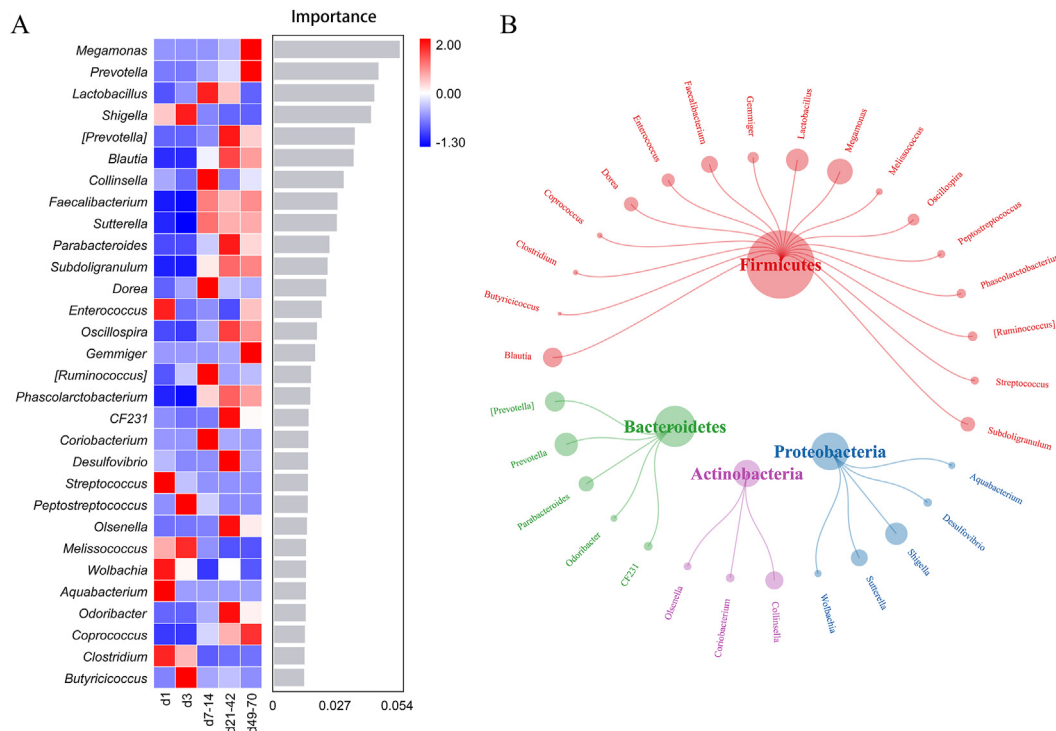 A
Importance
B
Megamonas
Prevotella
Lactobacillus
Shigella
[Prevotella]
Blautia
Collinsella
Faecalibacterium
Sutterella
Parabacteroides
Subdoligranulum
Dorea
Enterococcus
Oscillospira
Gemmiger
[Ruminococcus]
Phascolarctobacterium
CF231
Coriobacterium
Desulfovibrio
Streptococcus
Peptostreptococcus
Olsenella
Melissococcus
Wolbachia
Aquabacterium
Odoribacter
Coprococcus
Clostridium
Butyricicoccus
d1
d3
d7-14
d21-42
d49-70
2.00
0.00
-1.30
0
0.027
0.054
Firmicutes
Blautia
Butyricicoccus
Clostridium
Coprococcus
Dorea
Enterococcus
Faecalibacterium
Gemmiger
Lactobacillus
Megamonas
Melissococcus
Oscillospira
Peptostreptococcus
Phascolarctobacterium
[Ruminococcus]
Streptococcus
Subdoligranulum
Bacteroidetes
[Prevotella]
Prevotella
Parabacteroides
Odoribacter
CF231
Actinobacteria
Olsenella
Coriobacterium
Collinsella
Proteobacteria
Wolbachia
Sutterella
Shigella
Desulfovibrio
Aquabacterium